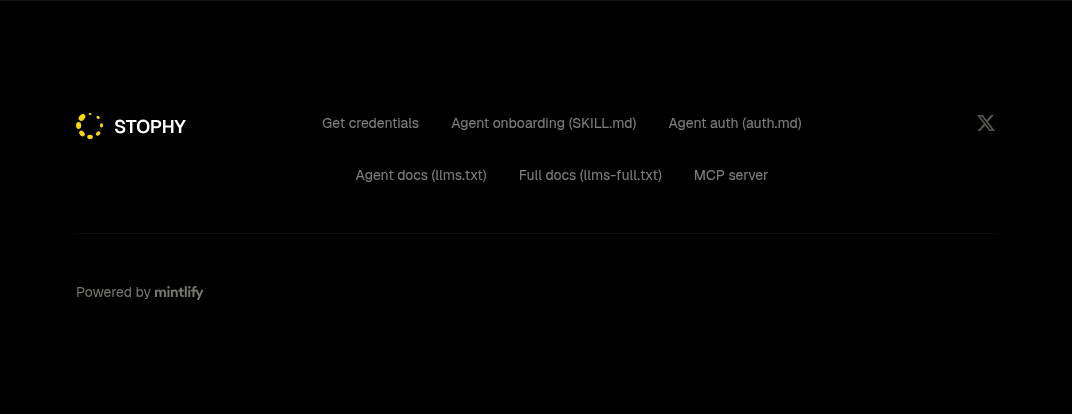 STOPHY
Get credentials Agent onboarding (SKILL.md) Agent auth (auth.md)
Agent docs (llms.txt) Full docs (llms-full.txt) MCP server
Powered by mintlify